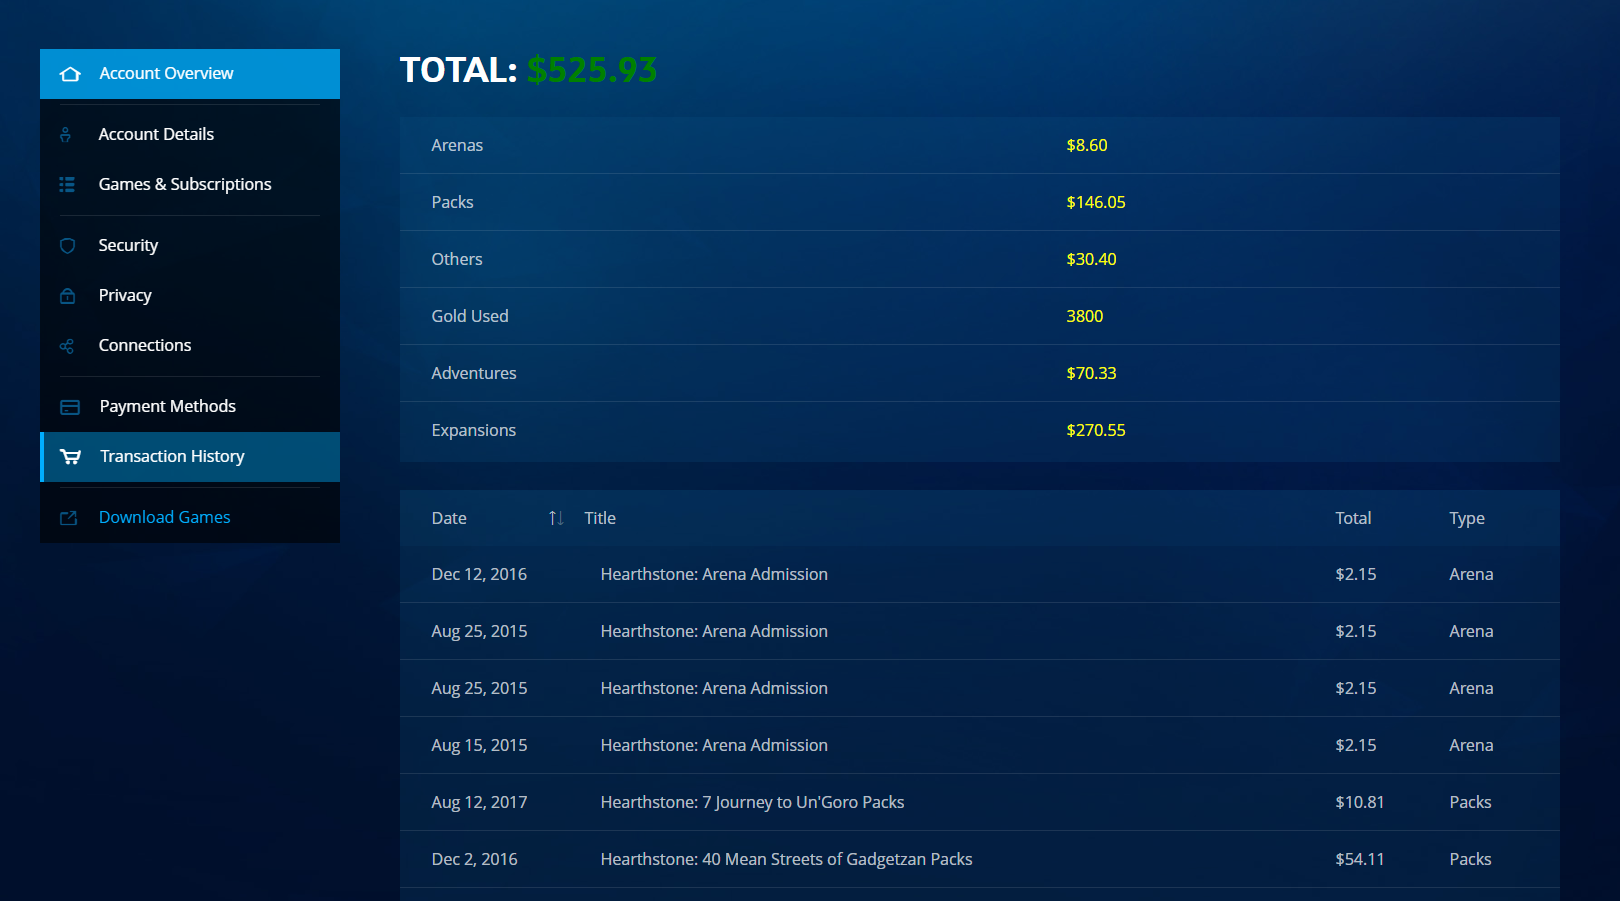 Account Overview
Account Details
Games & Subscriptions
Security
Privacy
Connections
Payment Methods
Transaction History
Download Games
TOTAL: $525.93
Arenas $8.60
Packs $146.05
Others $30.40
Gold Used 3800
Adventures $70.33
Expansions $270.55
Date Title Total Type
Dec 12, 2016 Hearthstone: Arena Admission $2.15 Arena
Aug 25, 2015 Hearthstone: Arena Admission $2.15 Arena
Aug 25, 2015 Hearthstone: Arena Admission $2.15 Arena
Aug 15, 2015 Hearthstone: Arena Admission $2.15 Arena
Aug 12, 2017 Hearthstone: 7 Journey to Un'Goro Packs $10.81 Packs
Dec 2, 2016 Hearthstone: 40 Mean Streets of Gadgetzan Packs $54.11 Packs